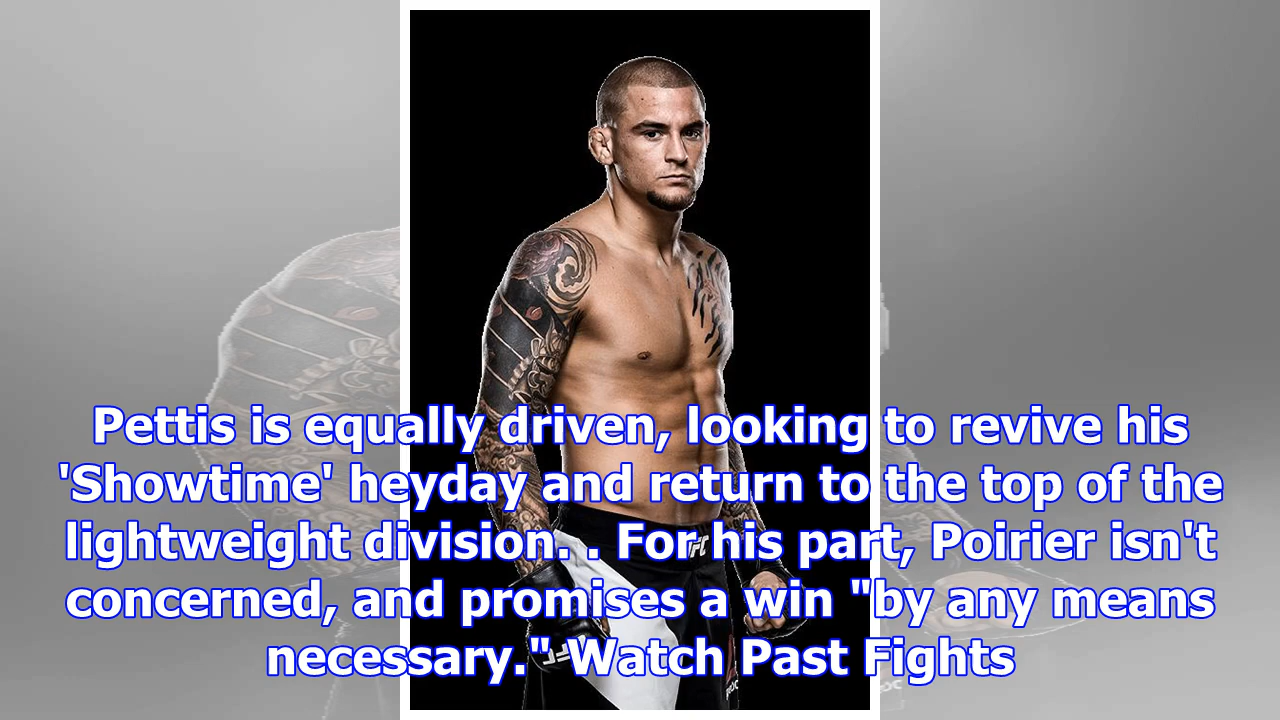 Pettis is equally driven, looking to revive his
'Showtime' heyday and return to the top of the
lightweight division. . For his part, Poirier isn't
concerned, and promises a win "by any means
necessary." Watch Past Fights
UFC